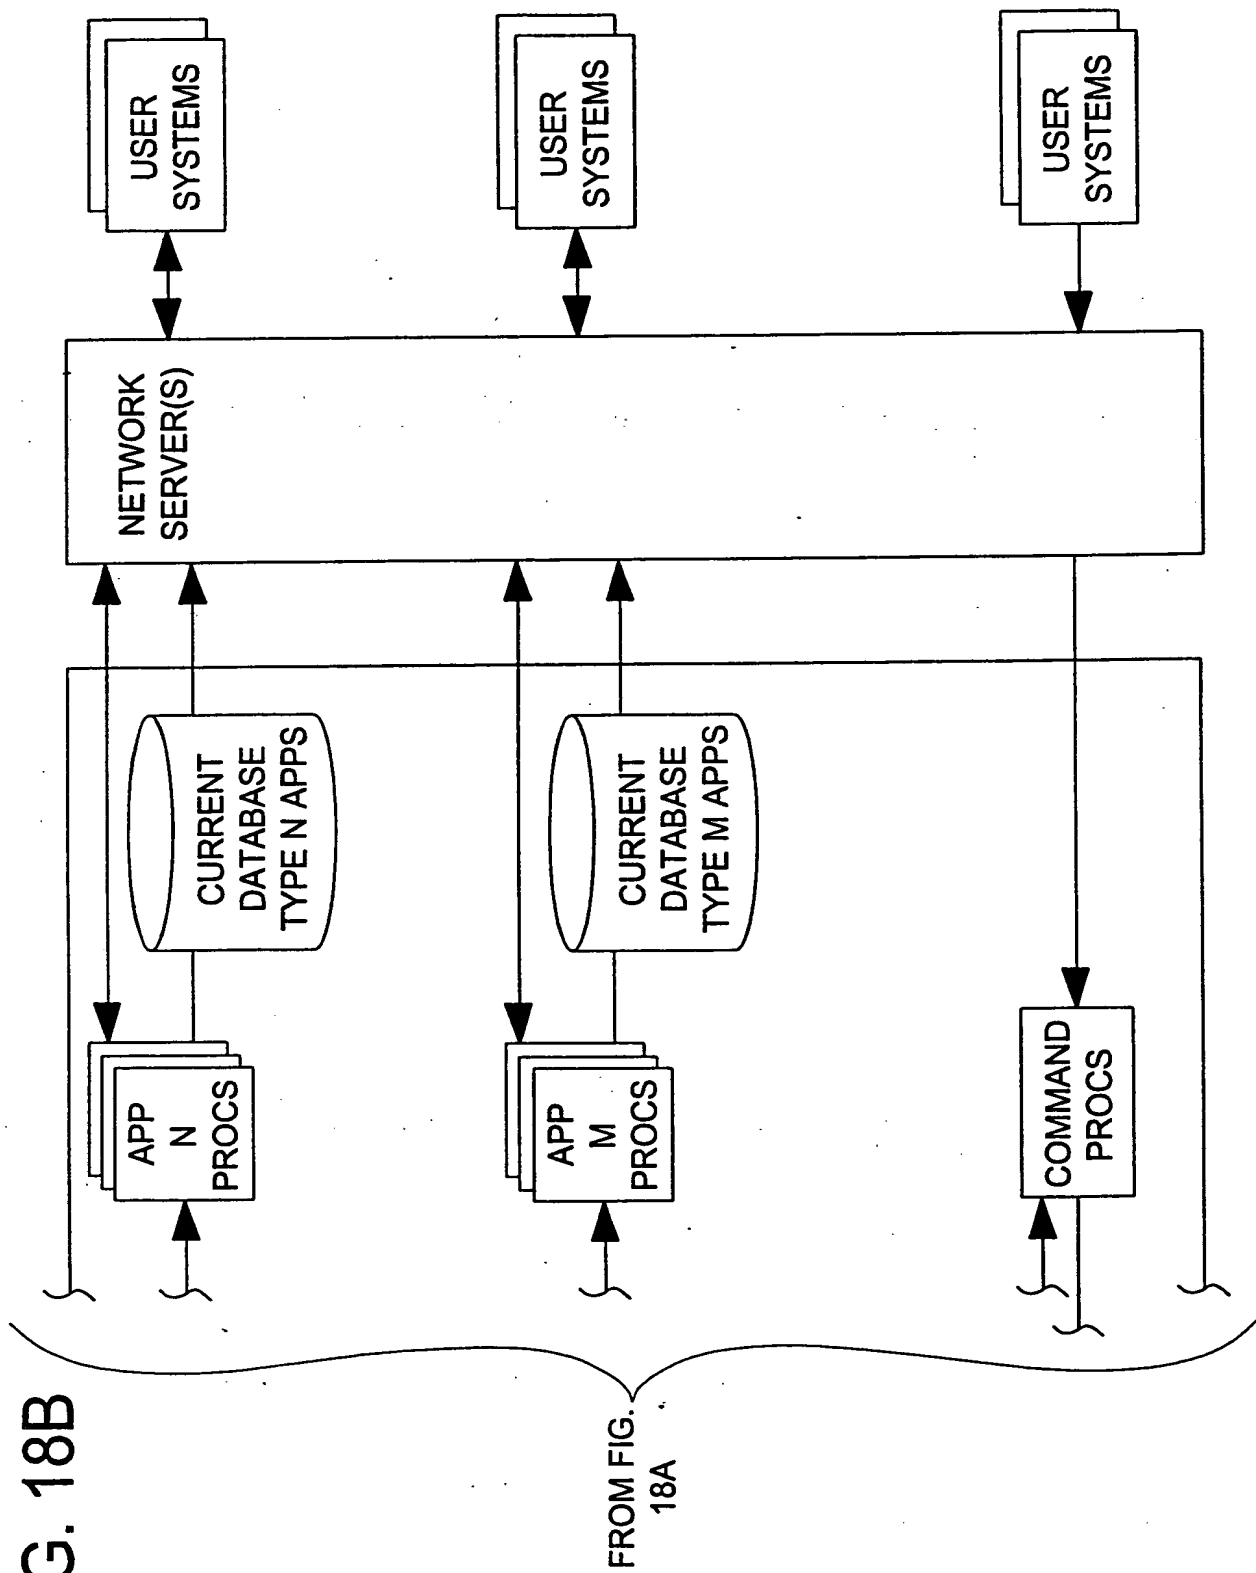 G. 18B
FROM FIG.
18A
APP
N
PROCS
CURRENT
DATABASE
TYPE N APPS
NETWORK
SERVER(S)
USER
SYSTEMS
APP
M
PROCS
CURRENT
DATABASE
TYPE M APPS
USER
SYSTEMS
COMMAND
PROCS
USER
SYSTEMS